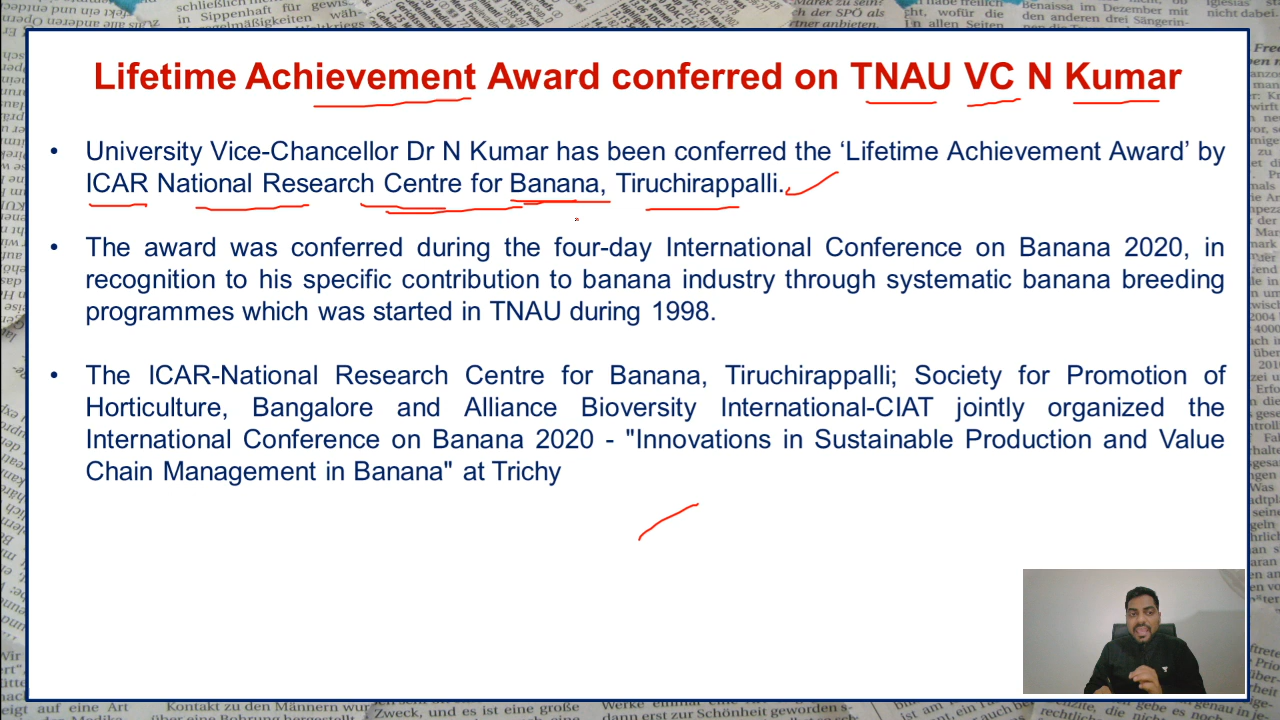 Lifetime Achievement Award conferred on TNAU VC N Kumar
• University Vice-Chancellor Dr N Kumar has been conferred the ‘Lifetime Achievement Award’ by
ICAR National Research Centre for Banana, Tiruchirappalli.
• The award was conferred during the four-day International Conference on Banana 2020, in
recognition to his specific contribution to banana industry through systematic banana breeding
programmes which was started in TNAU during 1998.
• The ICAR-National Research Centre for Banana, Tiruchirappalli; Society for Promotion of
Horticulture, Bangalore and Alliance Bioversity International-CIAT jointly organized the
International Conference on Banana 2020 - "Innovations in Sustainable Production and Value
Chain Management in Banana" at Trichy